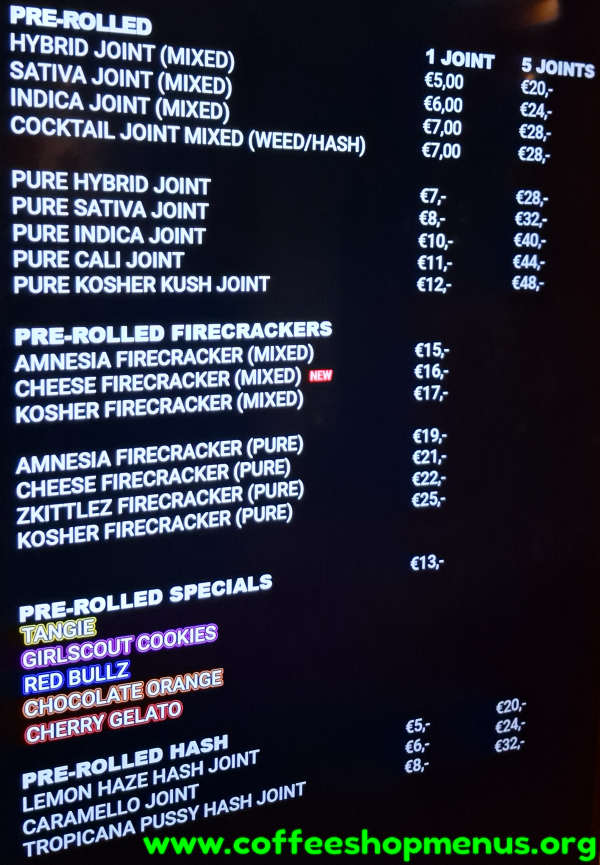 PRE-ROLLED 1 JOINT 5 JOINTS
HYBRID JOINT (MIXED) €5,00 €20,-
SATIVA JOINT (MIXED) €6,00 €24,-
INDICA JOINT (MIXED) €7,00 €28,-
COCKTAIL JOINT MIXED (WEED/HASH) €7,00 €28,-
PURE HYBRID JOINT €7,- €28,-
PURE SATIVA JOINT €8,- €32,-
PURE INDICA JOINT €10,- €40,-
PURE CALI JOINT €11,- €44,-
PURE KOSHER KUSH JOINT €12,- €48,-
PRE-ROLLED FIRECRACKERS
AMNESIA FIRECRACKER (MIXED) €15,-
CHEESE FIRECRACKER (MIXED) NEW €16,-
KOSHER FIRECRACKER (MIXED) €17,-
AMNESIA FIRECRACKER (PURE) €19,-
CHEESE FIRECRACKER (PURE) €21,-
ZKITTLEZ FIRECRACKER (PURE) €22,-
KOSHER FIRECRACKER (PURE) €25,-
PRE-ROLLED SPECIALS €13,-
TANGIE
GIRLSCOUT COOKIES
RED BULLZ
CHOCOLATE ORANGE
CHERRY GELATO
PRE-ROLLED HASH
LEMON HAZE HASH JOINT €5,- €20,-
CARAMELLO JOINT €6,- €24,-
TROPICANA PUSSY HASH JOINT €8,- €32,-
www.coffeeshopmenus.org